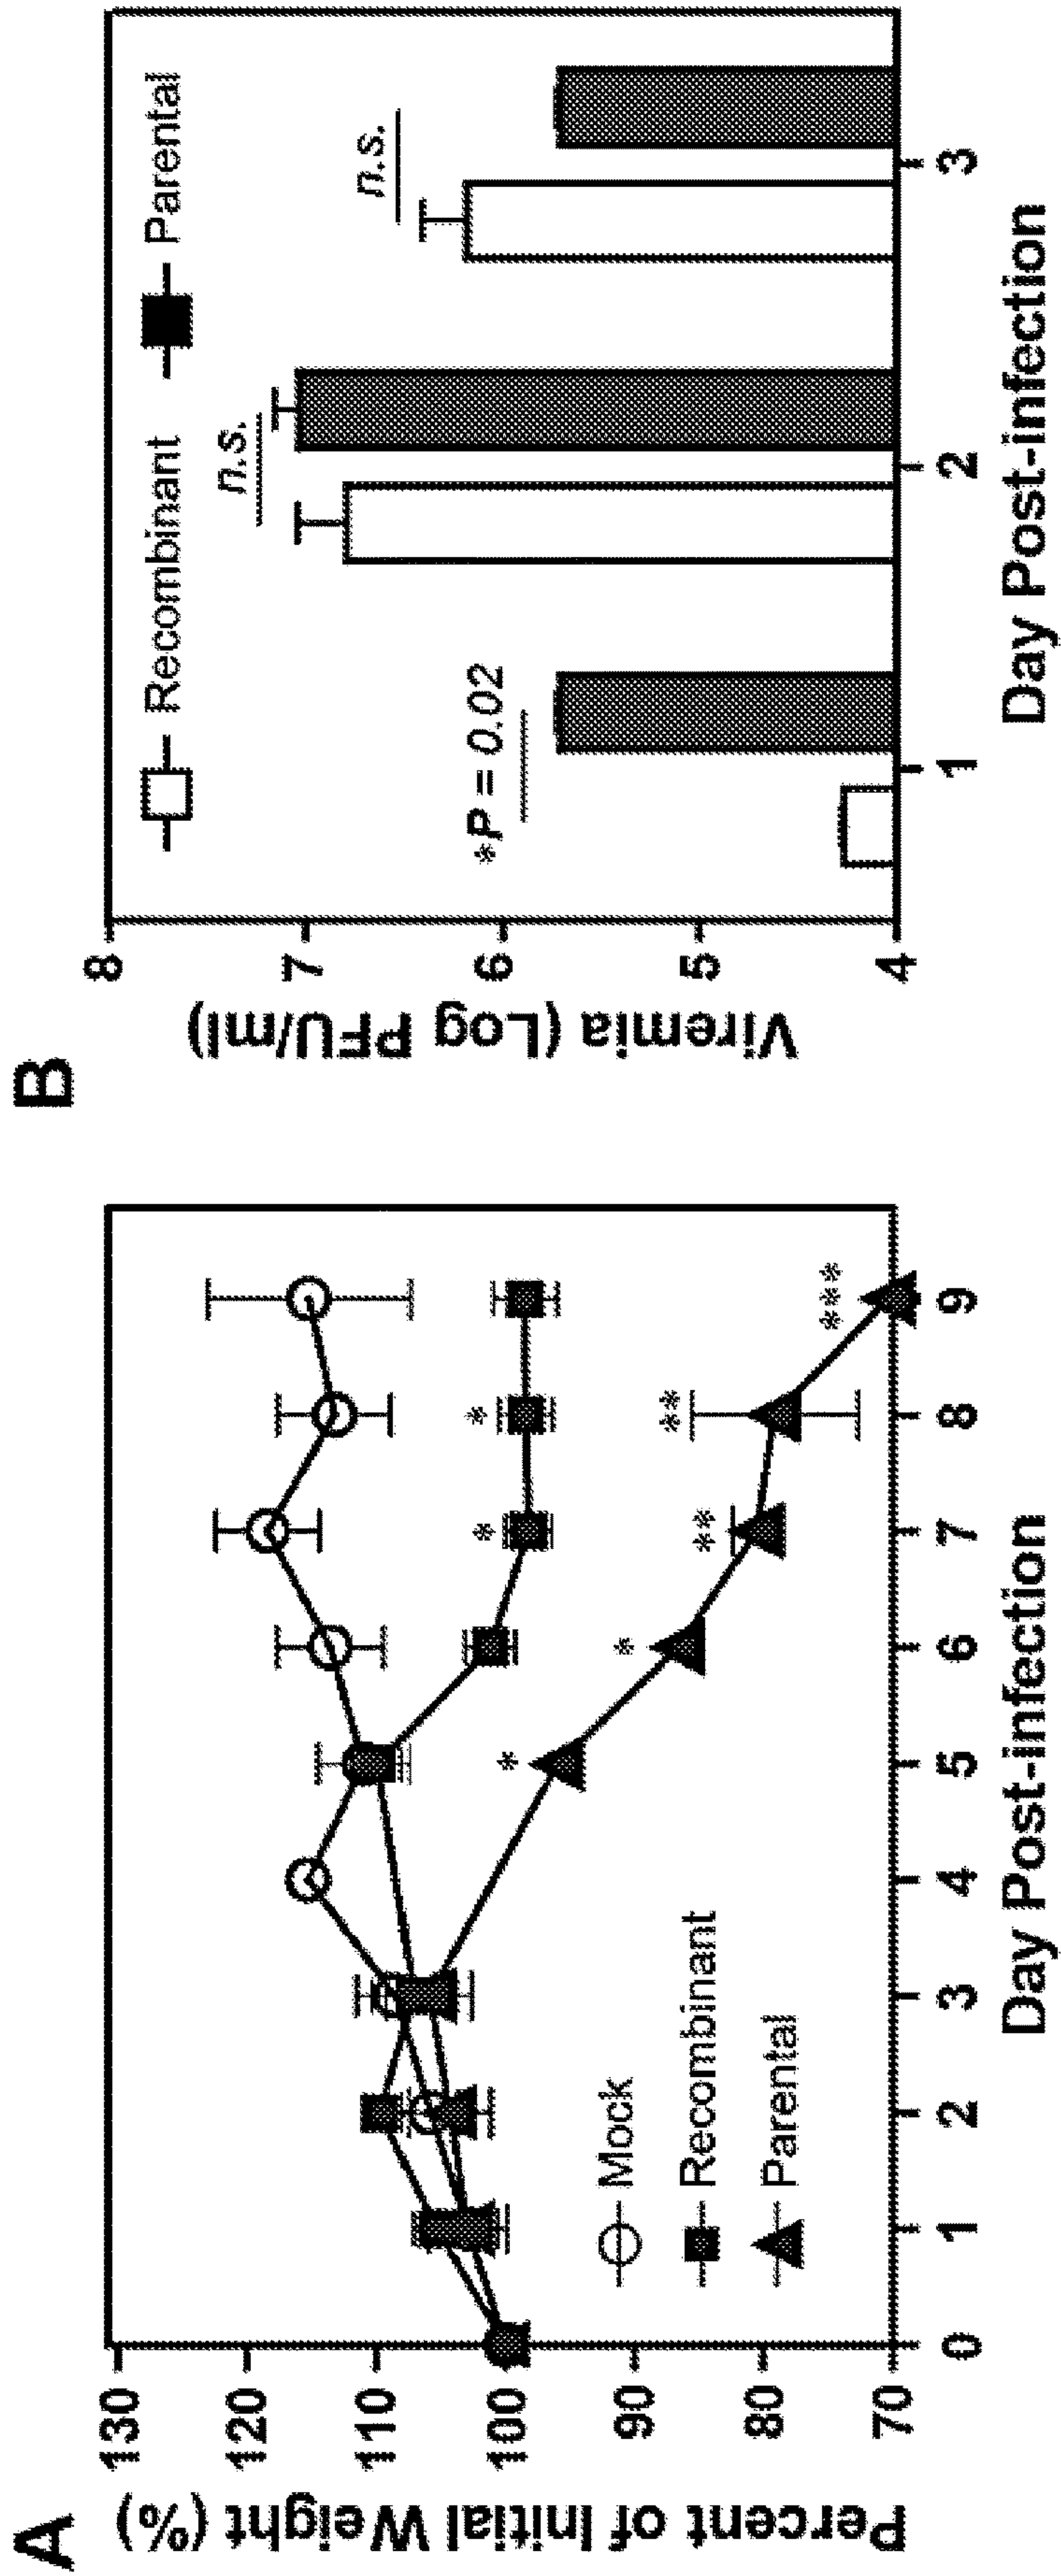 A
Percent of Initial Weight (%)
130
120
110
100
90
80
70
*
*
*
*
**
**
***
Mock
Recombinant
Parental
0 1 2 3 4 5 6 7 8 9
Day Post-infection
B
Viremia (Log PFU/ml)
8
7
6
5
4
Recombinant Parental
*P = 0.02
n.s.
n.s.
1 2 3
Day Post-infection